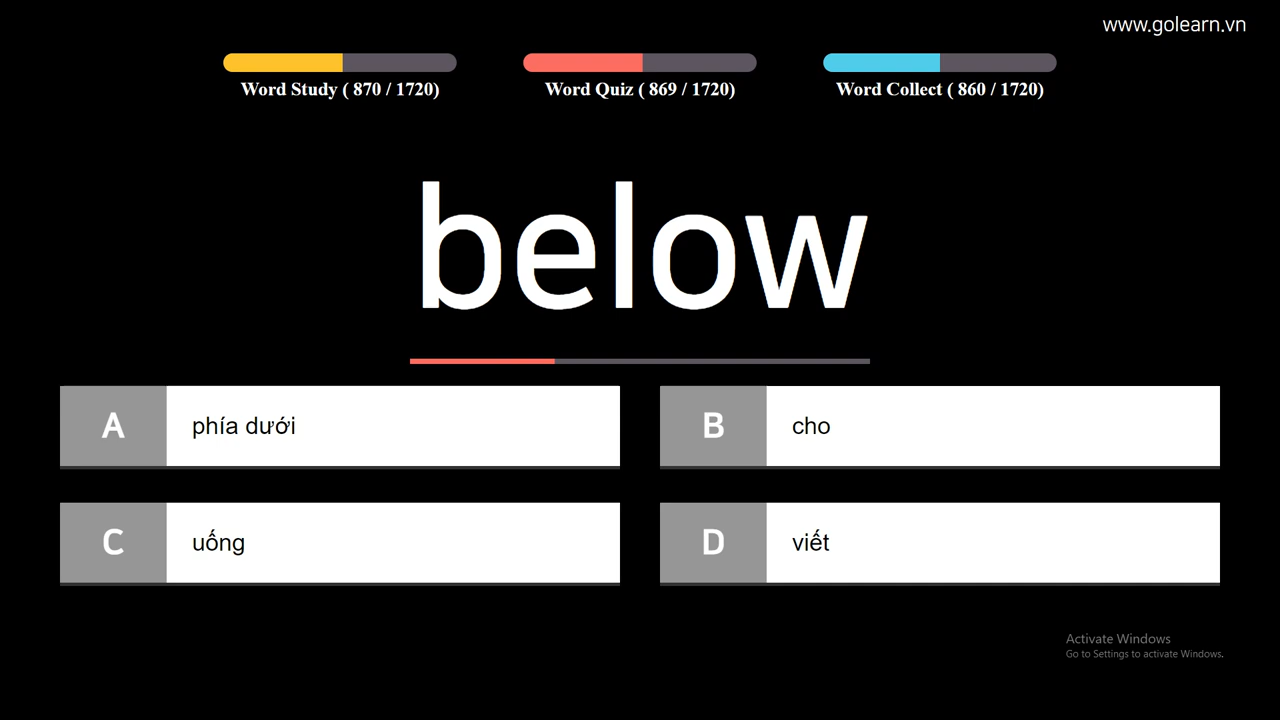 www.golearn.vn
Word Study ( 870 / 1720)
Word Quiz ( 869 / 1720)
Word Collect ( 860 / 1720)
below
A phía dưới
B cho
C uống
D viết
Activate Windows
Go to Settings to activate Windows.